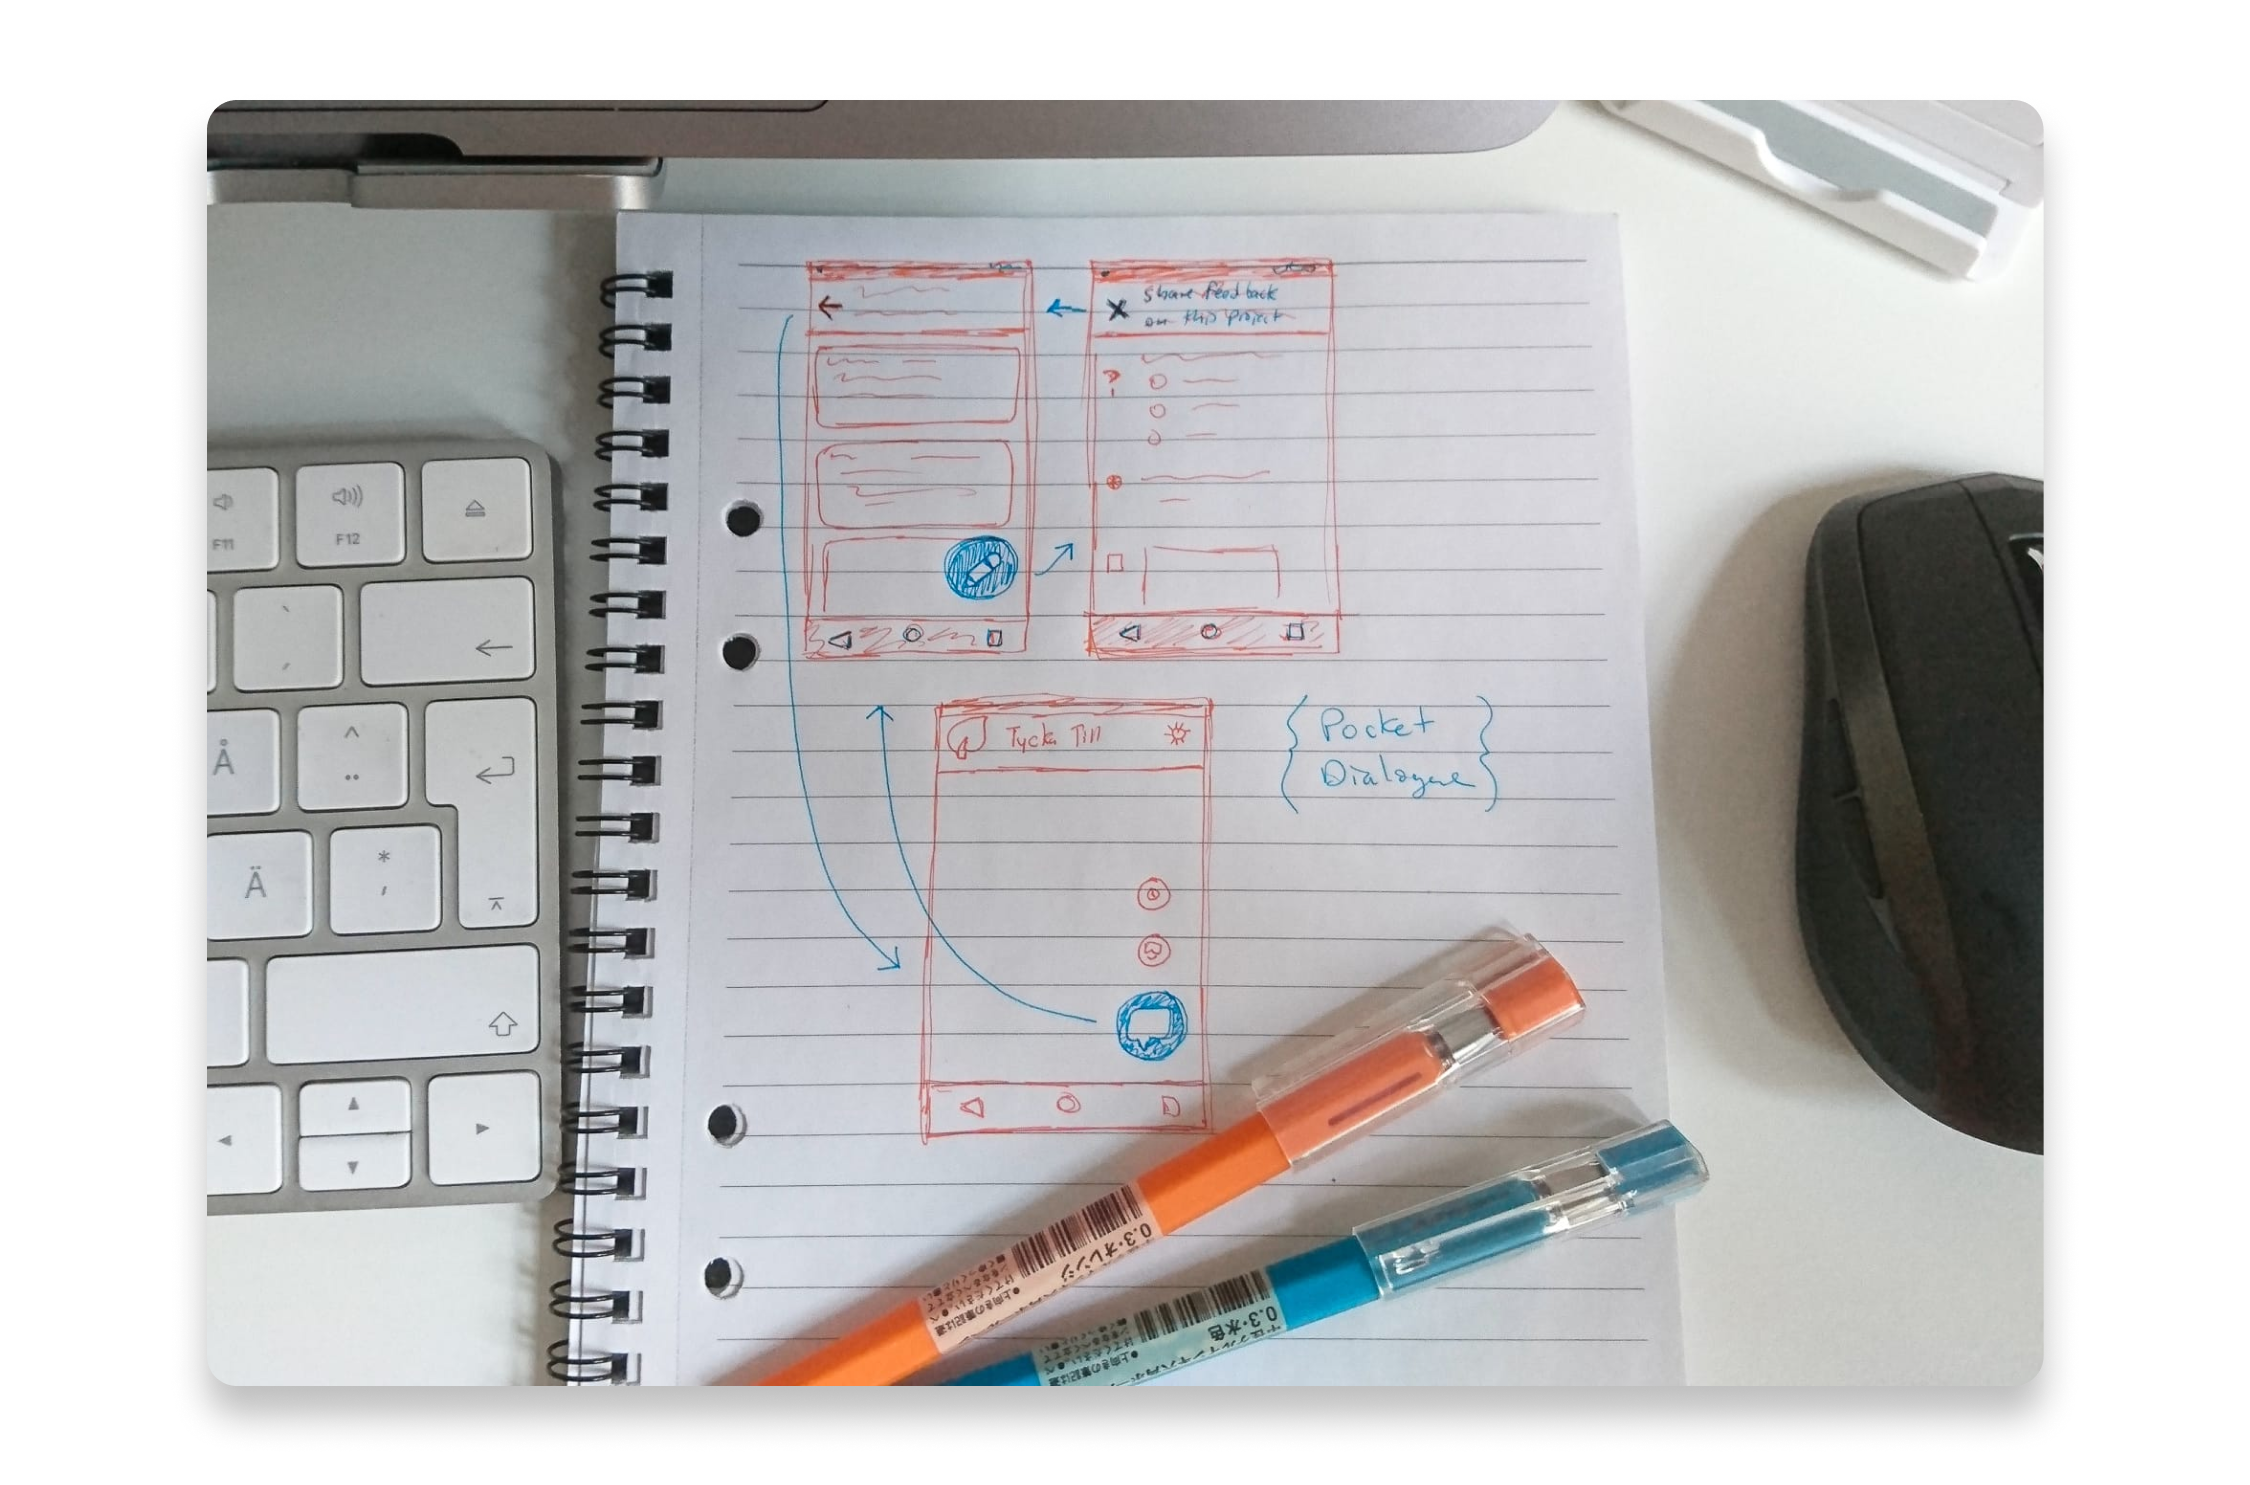 Share feedback
on this project
Tycka Till
{ Pocket
Dialogue }
F11
F12
Å
Ä
0.3・オレンジ
0.3・水色